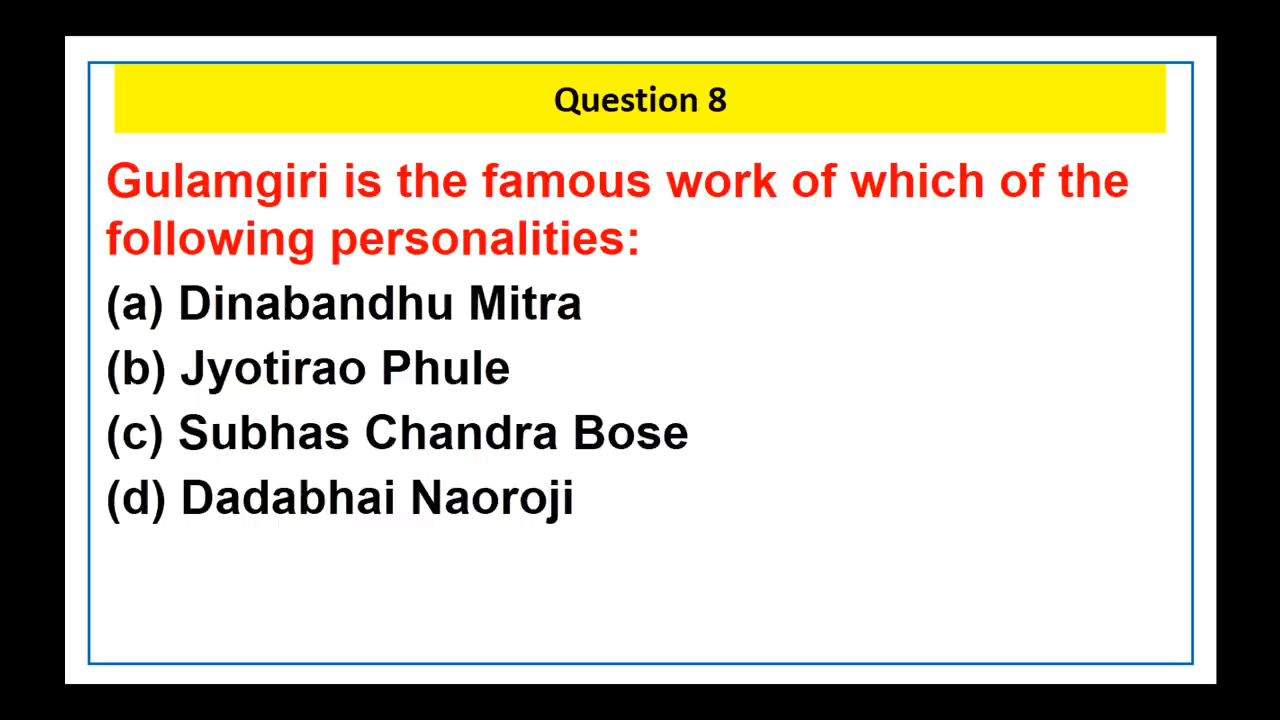 Question 8
Gulamgiri is the famous work of which of the
following personalities:
(a) Dinabandhu Mitra
(b) Jyotirao Phule
(c) Subhas Chandra Bose
(d) Dadabhai Naoroji